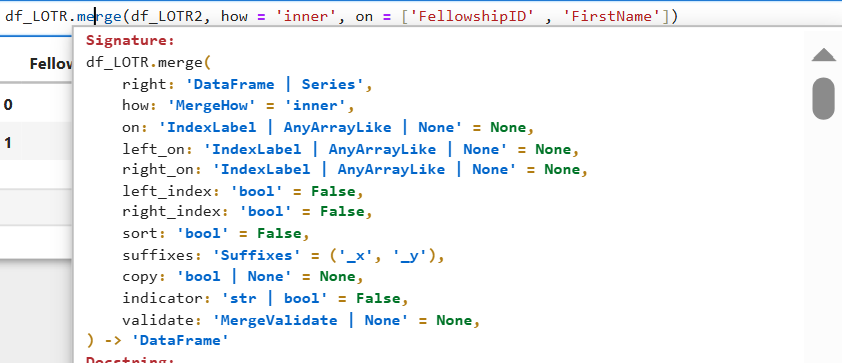 df_LOTR.merge(df_LOTR2, how = 'inner', on = ['FellowshipID' , 'FirstName'])
Signature:
df_LOTR.merge(
Fellow
right: 'DataFrame | Series',
0
how: 'MergeHow' = 'inner',
on: 'IndexLabel | AnyArrayLike | None' = None,
1
left_on: 'IndexLabel | AnyArrayLike | None' = None,
right_on: 'IndexLabel | AnyArrayLike | None' = None,
left_index: 'bool' = False,
right_index: 'bool' = False,
sort: 'bool' = False,
suffixes: 'Suffixes' = ('_x', '_y'),
copy: 'bool | None' = None,
indicator: 'str | bool' = False,
validate: 'MergeValidate | None' = None,
) -> 'DataFrame'
Docstring: